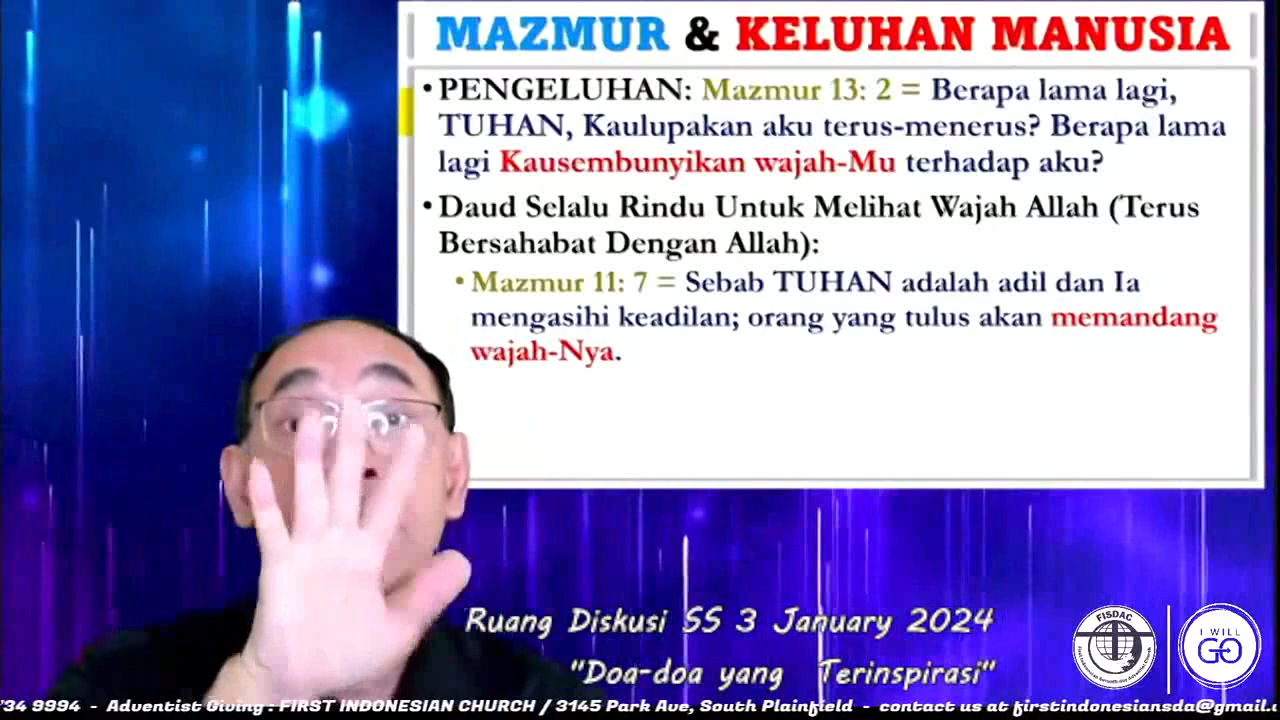 MAZMUR & KELUHAN MANUSIA
•PENGELUHAN: Mazmur 13: 2 = Berapa lama lagi,
TUHAN, Kaulupakan aku terus-menerus? Berapa lama
lagi Kausembunyikan wajah-Mu terhadap aku?
•Daud Selalu Rindu Untuk Melihat Wajah Allah (Terus
Bersahabat Dengan Allah):
•Mazmur 11: 7 = Sebab TUHAN adalah adil dan Ia
mengasihi keadilan; orang yang tulus akan memandang
wajah-Nya.
Ruang Diskusi SS 3 January 2024
"Doa-doa yang Terinspirasi"
FISDAC
I WILL
GO
734 9994 - Adventist Giving : FIRST INDONESIAN CHURCH / 3145 Park Ave, South Plainfield - contact us at firstindonesiansda@gmail.c